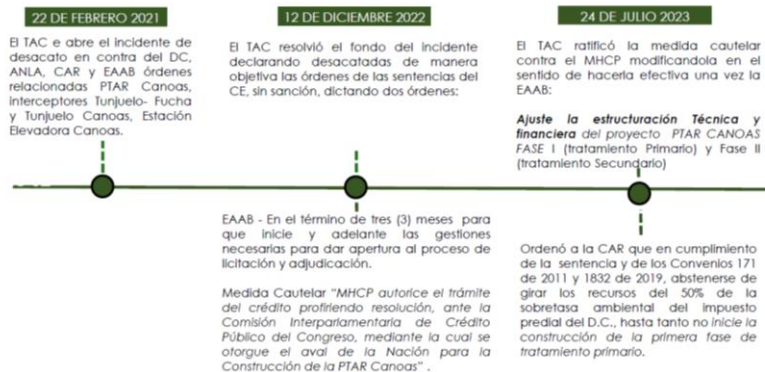 22 DE FEBRERO 2021
El TAC e abre el incidente de
desacato en contra del DC,
ANLA, CAR y EAAB órdenes
relacionadas PTAR Canoas,
interceptores Tunjuelo- Fucha
y Tunjuelo Canoas, Estación
Elevadora Canoas.
12 DE DICIEMBRE 2022
El TAC resolvió el fondo del incidente
declarando desacatadas de manera
objetiva las órdenes de las sentencias del
CE, sin sanción, dictando dos órdenes:
EAAB - En el término de tres (3) meses para
que inicie y adelante las gestiones
necesarias para dar apertura al proceso de
licitación y adjudicación.
Medida Cautelar “MHCP autorice el trámite
del crédito profiriendo resolución, ante la
Comisión Interparlamentaria de Crédito
Público del Congreso, mediante la cual se
otorgue el aval de la Nación para la
Construcción de la PTAR Canoas” .
24 DE JULIO 2023
El TAC ratificó la medida cautelar
contra el MHCP modificandola en el
sentido de hacerla efectiva una vez la
EAAB:
Ajuste la estructuración Técnica y
financiera del proyecto PTAR CANOAS
FASE I (tratamiento Primario) y Fase II
(tratamiento Secundario)
Ordenó a la CAR que en cumplimiento
de la sentencia y de los Convenios 171
de 2011 y 1832 de 2019, abstenerse de
girar los recursos del 50% de la
sobretasa ambiental del impuesto
predial del D.C., hasta tanto no inicie la
construcción de la primera fase de
tratamiento primario.